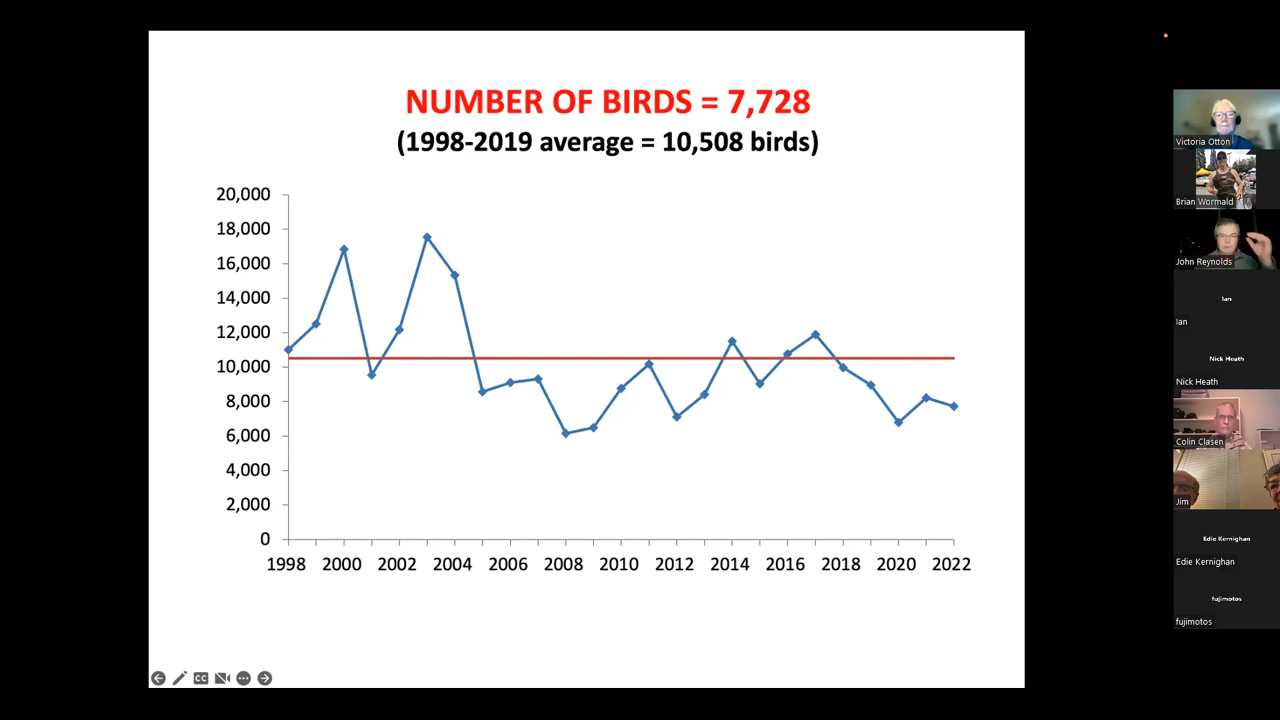 NUMBER OF BIRDS = 7,728
(1998-2019 average = 10,508 birds)
20,000
18,000
16,000
14,000
12,000
10,000
8,000
6,000
4,000
2,000
0
1998 2000 2002 2004 2006 2008 2010 2012 2014 2016 2018 2020 2022
CC
Victoria Otton
Brian Wormald
John Reynolds
Ian
Ian
Nick Heath
Nick Heath
Colin Clasen
Jim
Edie Kernighan
Edie Kernighan
fujimotos
fujimotos